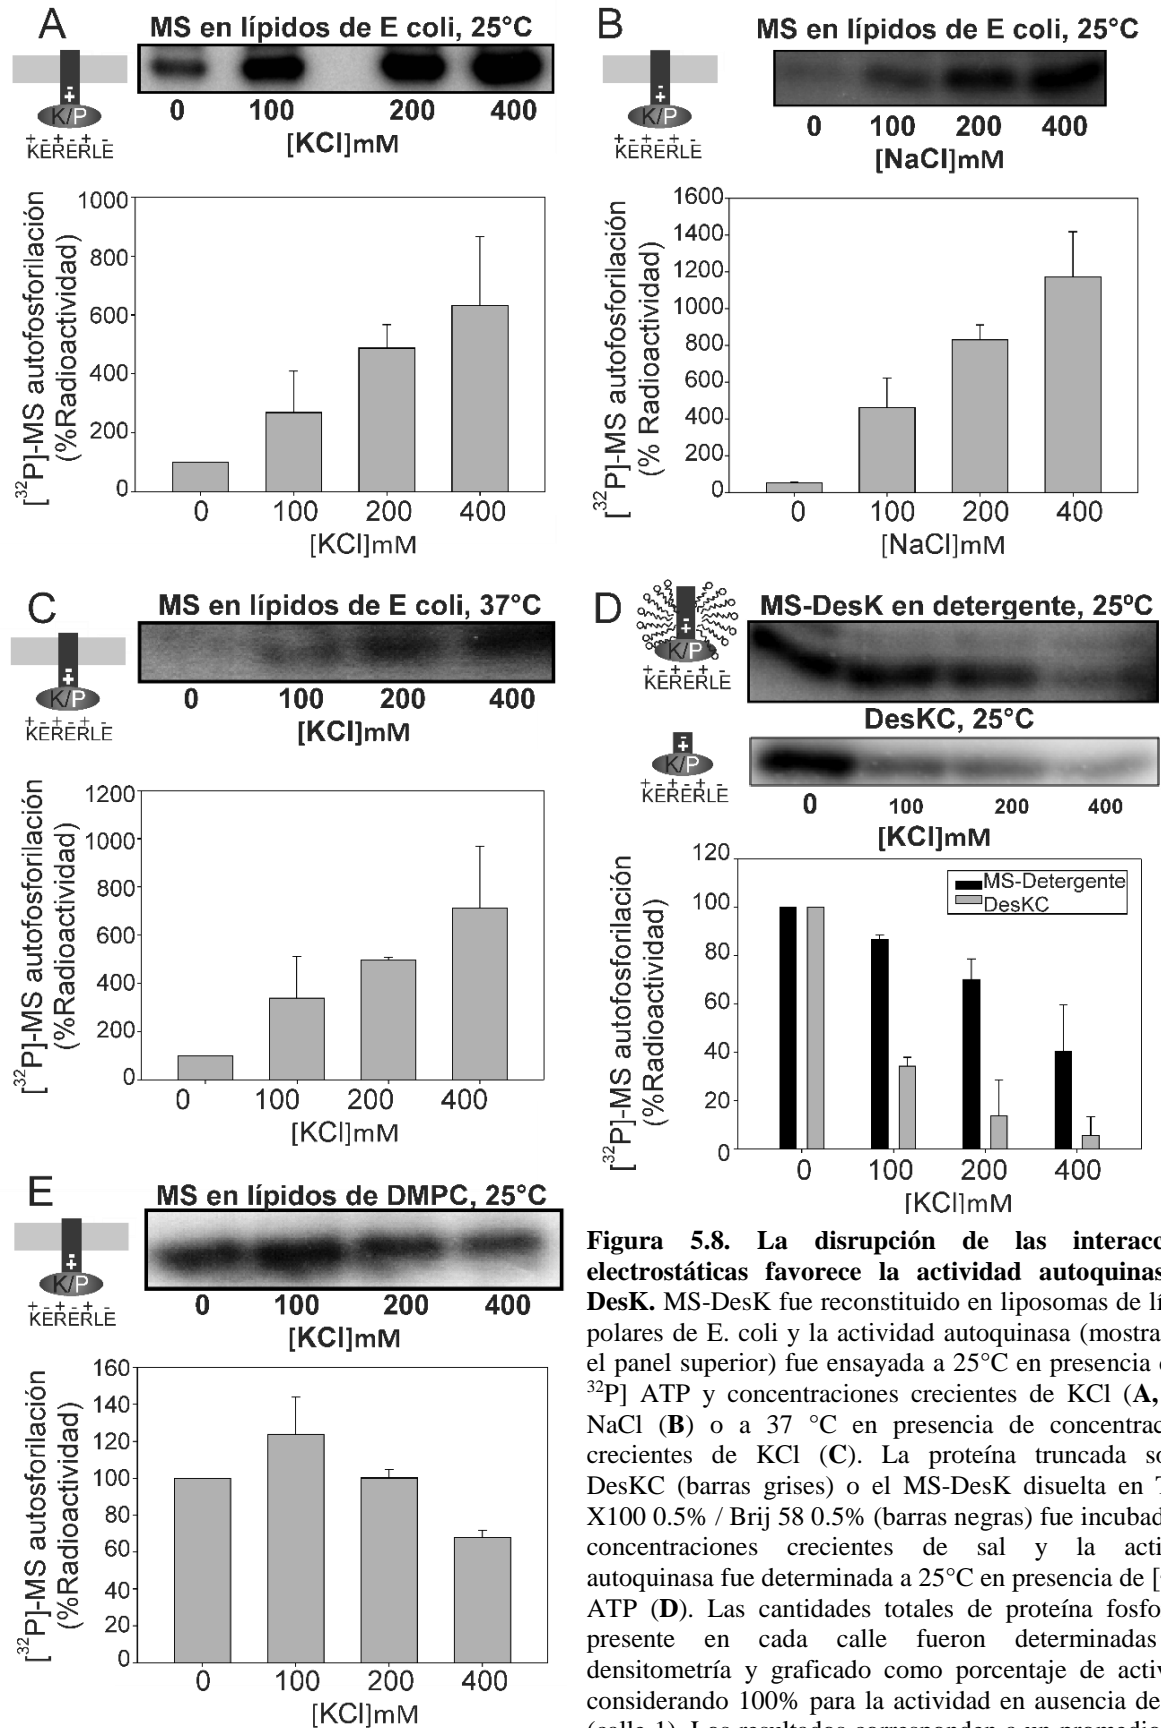 A
MS en lípidos de E coli, 25°C
K/P
+ - + - + -
KERERLE
0 100 200 400
[KCl]mM
[³²P]-MS autofosforilación
(%Radioactividad)
1000
800
600
400
200
0
0 100 200 400
[KCl]mM
B
MS en lípidos de E coli, 25°C
K/P
+ - + - + -
KERERLE
0 100 200 400
[NaCl]mM
[³²P]-MS autofosforilación
(% Radioactividad)
1600
1400
1200
1000
800
600
400
200
0
0 100 200 400
[NaCl]mM
C
MS en lípidos de E coli, 37°C
K/P
+ - + - + -
KERERLE
0 100 200 400
[KCl]mM
[³²P]-MS autofosforilación
(%Radioactividad)
1200
1000
800
600
400
200
0
0 100 200 400
[KCl]mM
D
MS-DesK en detergente, 25ºC
K/P
+ - + - + -
KERERLE
DesKC, 25°C
K/P
+ - + - + -
KERERLE
0 100 200 400
[KCl]mM
[³²P]-MS autofosforilación
(%Radioactividad)
120
100
80
60
40
20
0
MS-Detergente
DesKC
0 100 200 400
[KCl]mM
E
MS en lípidos de DMPC, 25°C
K/P
+ - + - + -
KERERLE
0 100 200 400
[KCl]mM
[³²P]-MS autofosforilación
(%Radioactividad)
160
140
120
100
80
60
40
20
0
0 100 200 400
[KCl]mM
Figura 5.8. La disrupción de las interacc
electrostáticas favorece la actividad autoquinas
DesK. MS-DesK fue reconstituido en liposomas de lí
polares de E. coli y la actividad autoquinasa (mostra
el panel superior) fue ensayada a 25°C en presencia
³²P] ATP y concentraciones crecientes de KCl (A,
NaCl (B) o a 37 °C en presencia de concentrac
crecientes de KCl (C). La proteína truncada so
DesKC (barras grises) o el MS-DesK disuelta en T
X100 0.5% / Brij 58 0.5% (barras negras) fue incubad
concentraciones crecientes de sal y la acti
autoquinasa fue determinada a 25°C en presencia de [
ATP (D). Las cantidades totales de proteína fosfo
presente en cada calle fueron determinadas
densitometría y graficado como porcentaje de activ
considerando 100% para la actividad en ausencia de